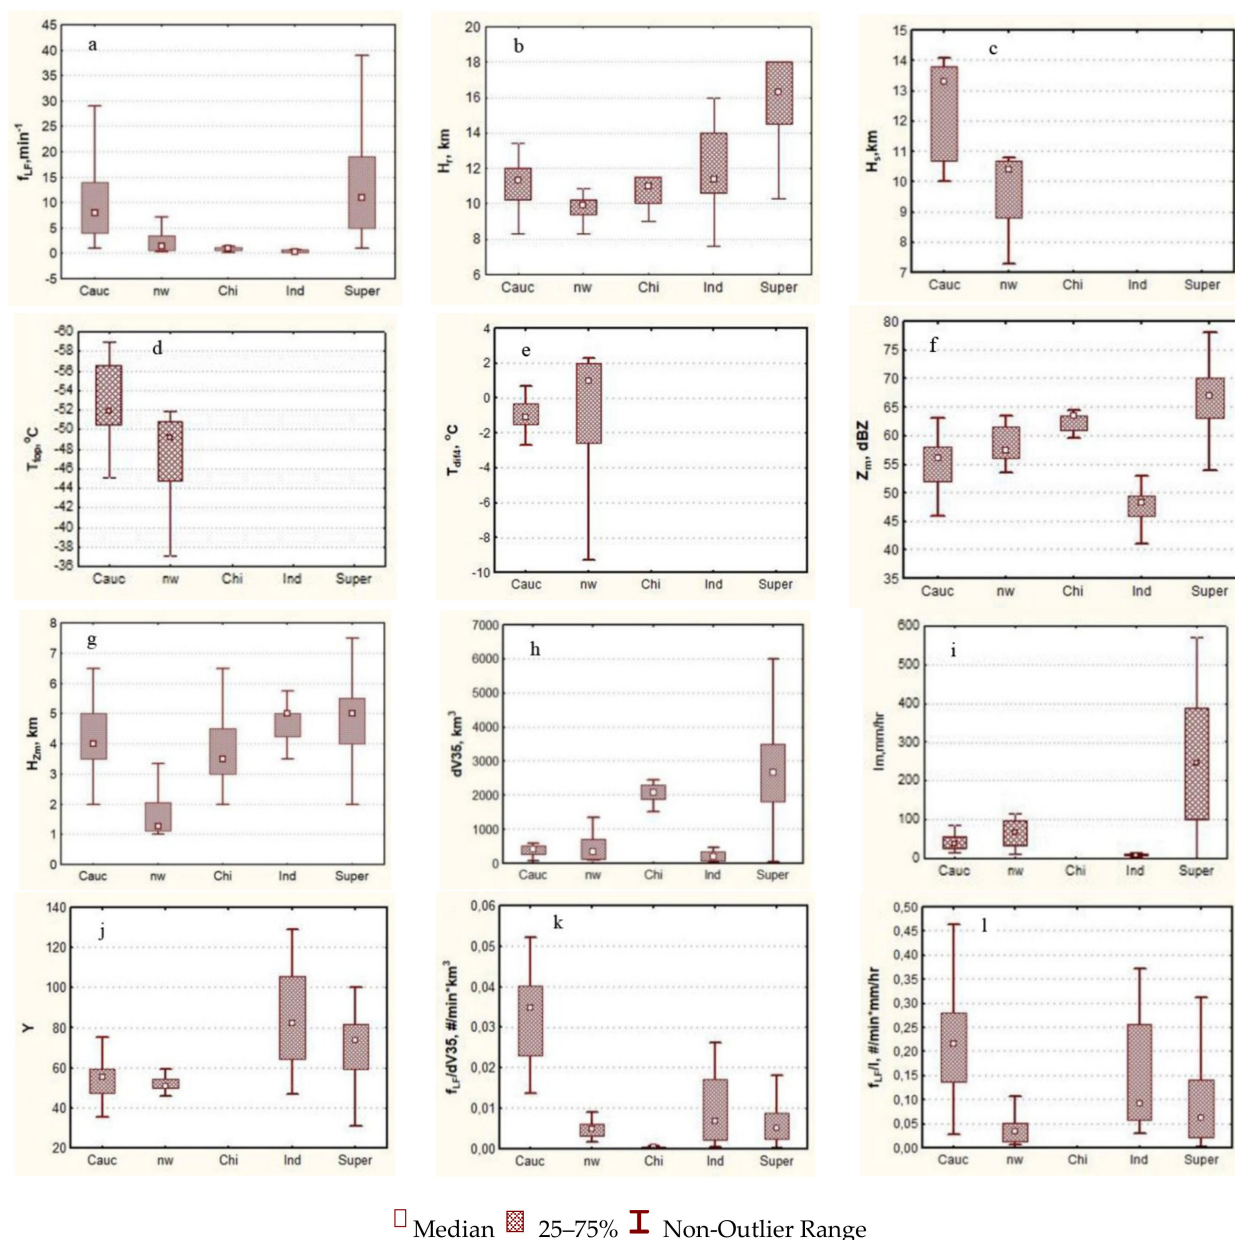 a
f_LF, min⁻¹
45
40
35
30
25
20
15
10
5
0
-5
Cauc nw Chi Ind Super
b
H_r, km
20
18
16
14
12
10
8
6
Cauc nw Chi Ind Super
c
H_s, km
15
14
13
12
11
10
9
8
7
Cauc nw Chi Ind Super
d
T_top, °C
-60
-58
-56
-54
-52
-50
-48
-46
-44
-42
-40
-38
-36
Cauc nw Chi Ind Super
e
T_dif4, °C
4
2
0
-2
-4
-6
-8
-10
Cauc nw Chi Ind Super
f
Z_m, dBZ
80
75
70
65
60
55
50
45
40
35
Cauc nw Chi Ind Super
g
H_Zm, km
8
7
6
5
4
3
2
1
0
Cauc nw Chi Ind Super
h
dV35, km³
7000
6000
5000
4000
3000
2000
1000
0
Cauc nw Chi Ind Super
i
Im,mm/hr
600
500
400
300
200
100
0
Cauc nw Chi Ind Super
j
Y
140
120
100
80
60
40
20
Cauc nw Chi Ind Super
k
f_LF/dV35, #/min*km³
0,06
0,05
0,04
0,03
0,02
0,01
0,00
Cauc nw Chi Ind Super
l
f_LF/I, #/min*mm/hr
0,50
0,45
0,40
0,35
0,30
0,25
0,20
0,15
0,10
0,05
0,00
Cauc nw Chi Ind Super
Median 25–75% Non-Outlier Range